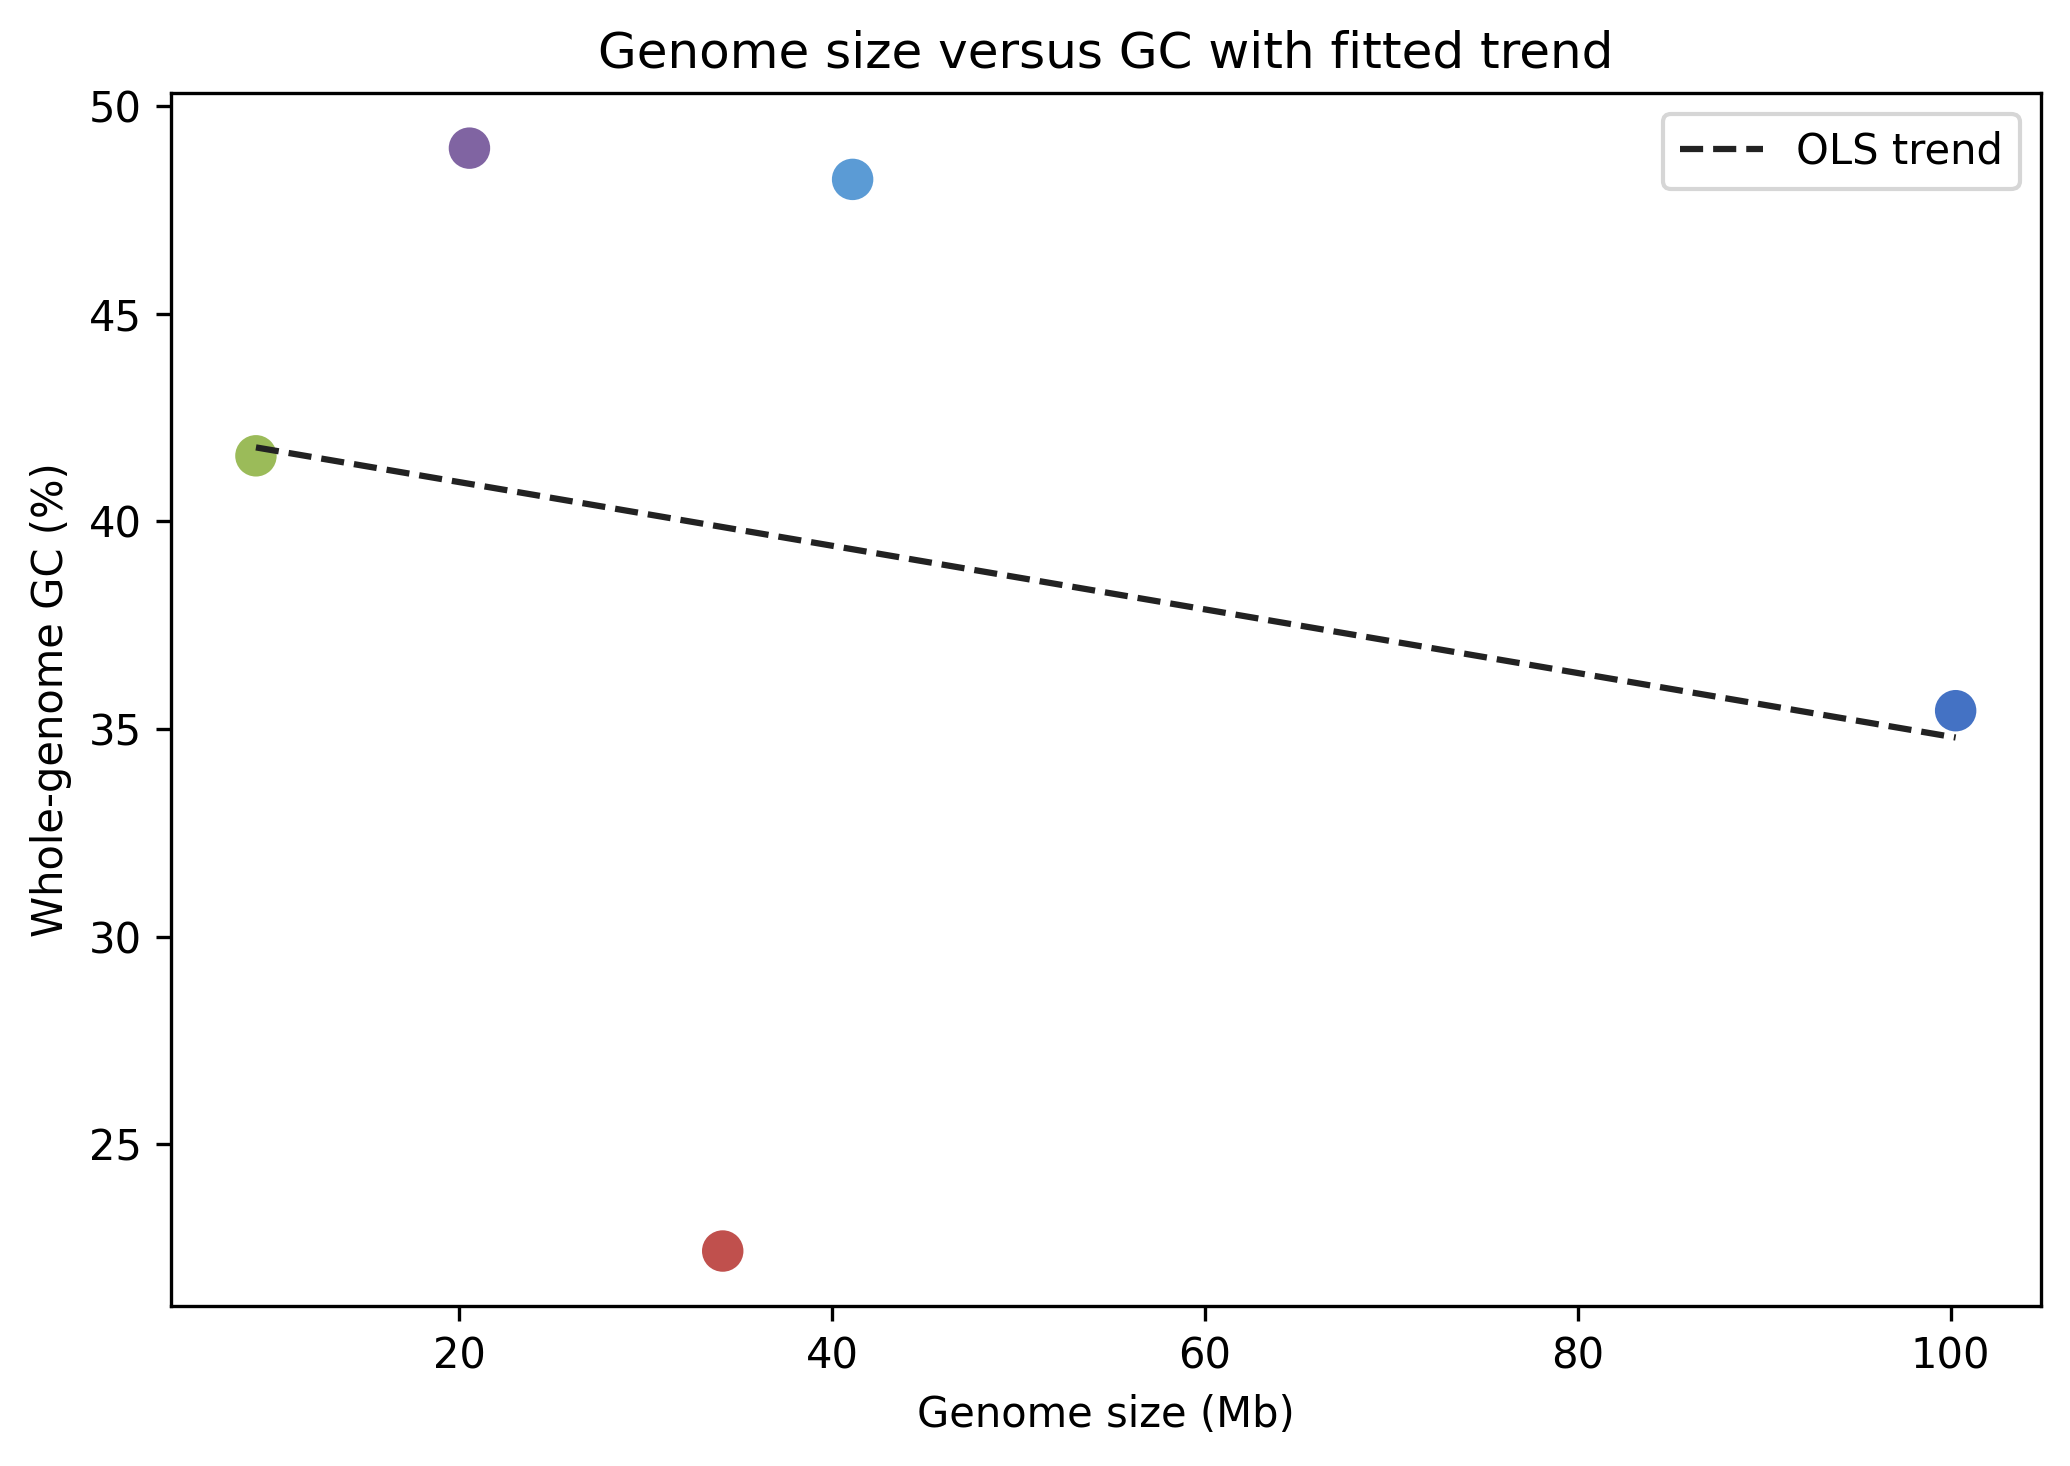 Genome size versus GC with fitted trend
OLS trend
50
45
40
35
30
25
Whole-genome GC (%)
20 40 60 80 100
Genome size (Mb)